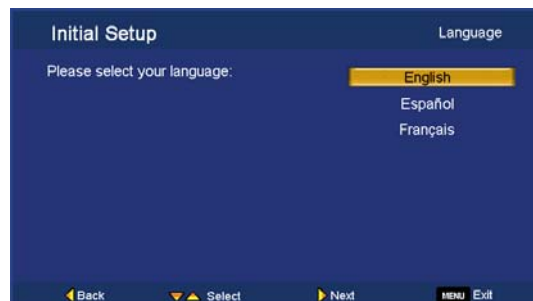 Initial Setup Language
Please select your language: English
Español
Français
Back Select Next MENU Exit